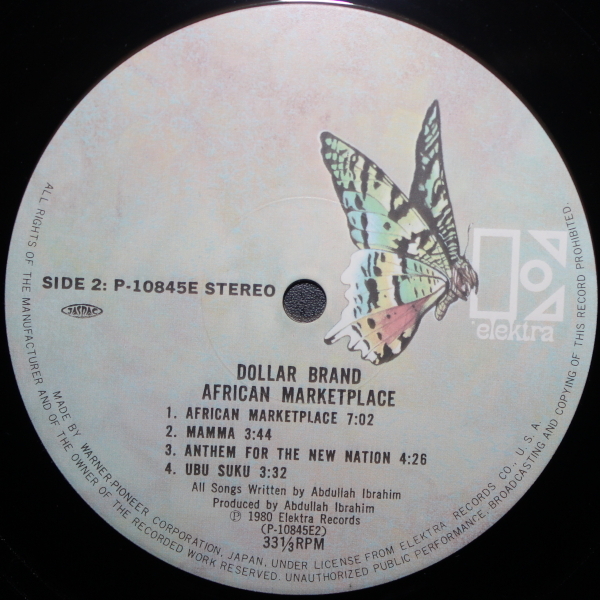 SIDE 2: P-10845E STEREO
JASRAC
elektra
DOLLAR BRAND
AFRICAN MARKETPLACE
1. AFRICAN MARKETPLACE 7:02
2. MAMMA 3:44
3. ANTHEM FOR THE NEW NATION 4:26
4. UBU SUKU 3:32
All Songs Written by Abdullah Ibrahim
Produced by Abdullah Ibrahim
℗ 1980 Elektra Records
(P-10845E2)
33⅓RPM
MADE BY WARNER-PIONEER CORPORATION, JAPAN, UNDER LICENSE FROM ELEKTRA RECORDS CO., U.S.A.
ALL RIGHTS OF THE MANUFACTURER AND OF THE OWNER OF THE RECORDED WORK RESERVED. UNAUTHORIZED PUBLIC PERFORMANCE, BROADCASTING AND COPYING OF THIS RECORD PROHIBITED.